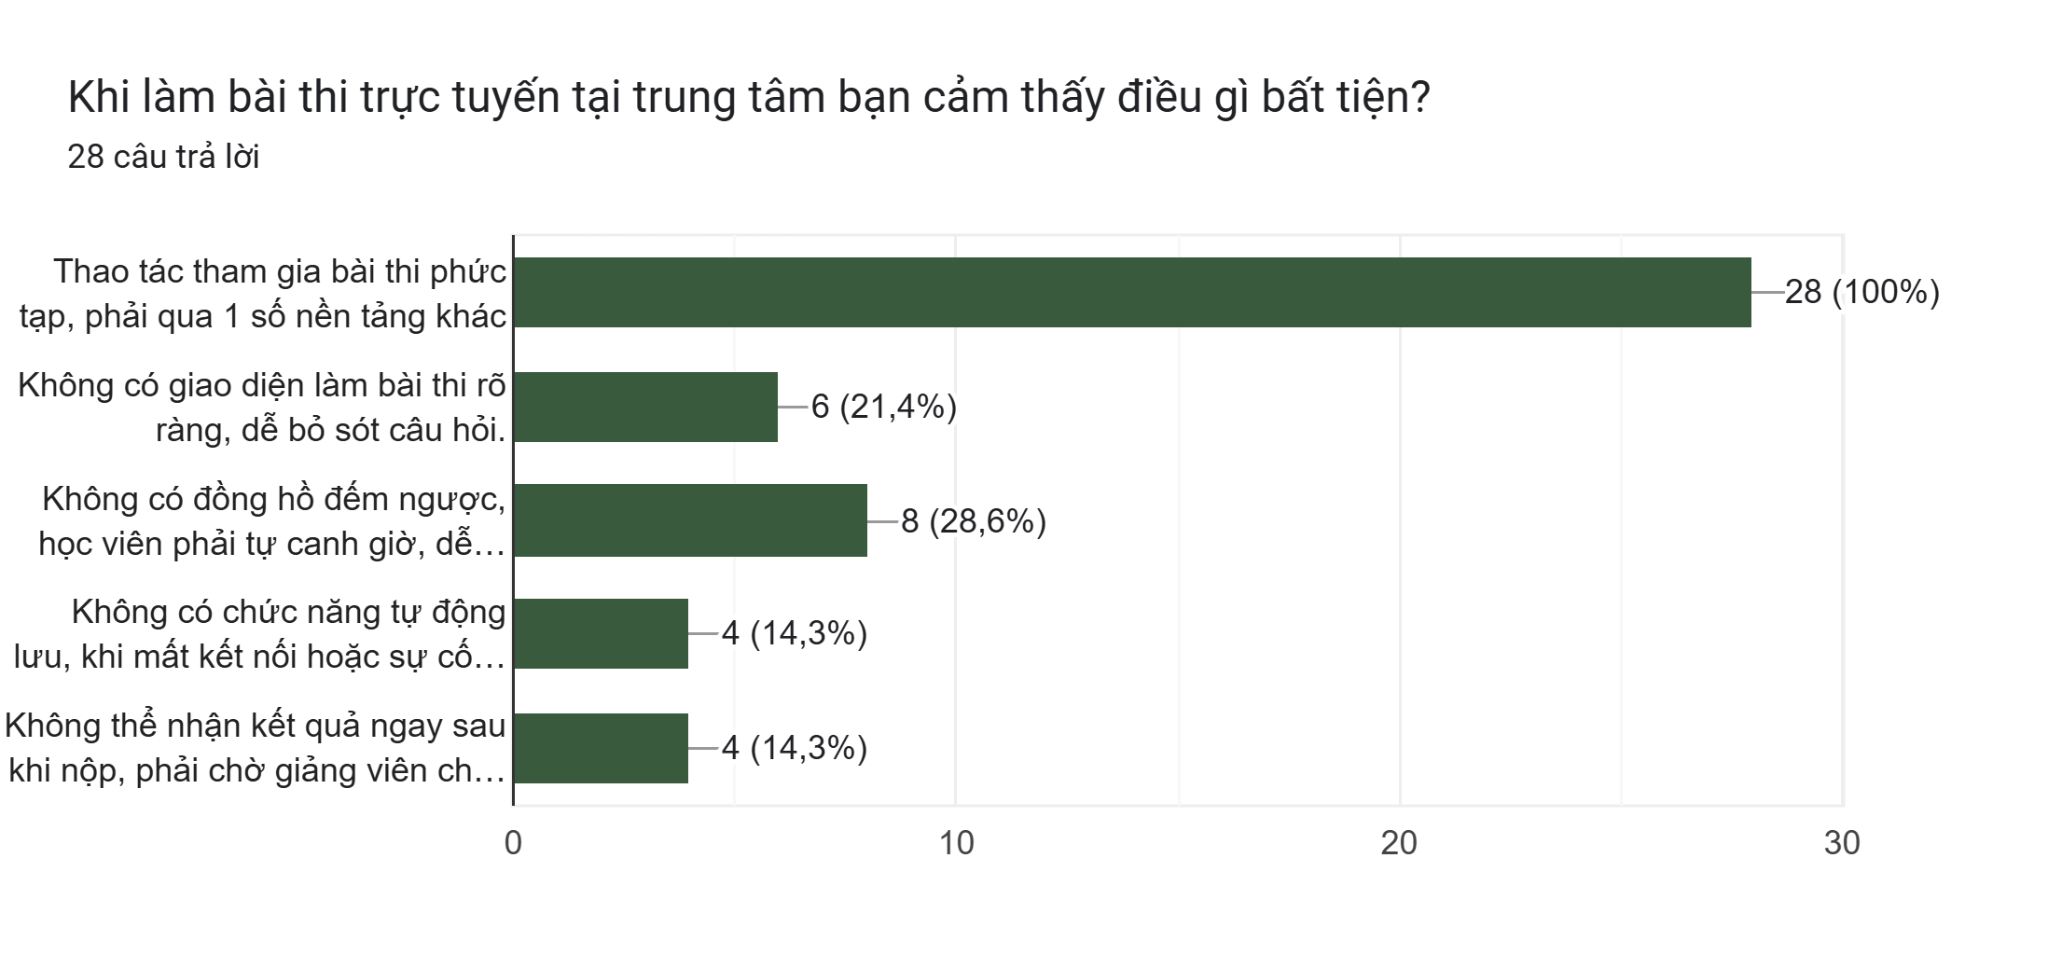 Khi làm bài thi trực tuyến tại trung tâm bạn cảm thấy điều gì bất tiện?
28 câu trả lời
Thao tác tham gia bài thi phức
tạp, phải qua 1 số nền tảng khác
28 (100%)
Không có giao diện làm bài thi rõ
ràng, dễ bỏ sót câu hỏi.
6 (21,4%)
Không có đồng hồ đếm ngược,
học viên phải tự canh giờ, dễ…
8 (28,6%)
Không có chức năng tự động
lưu, khi mất kết nối hoặc sự cố…
4 (14,3%)
Không thể nhận kết quả ngay sau
khi nộp, phải chờ giảng viên ch…
4 (14,3%)
0 10 20 30